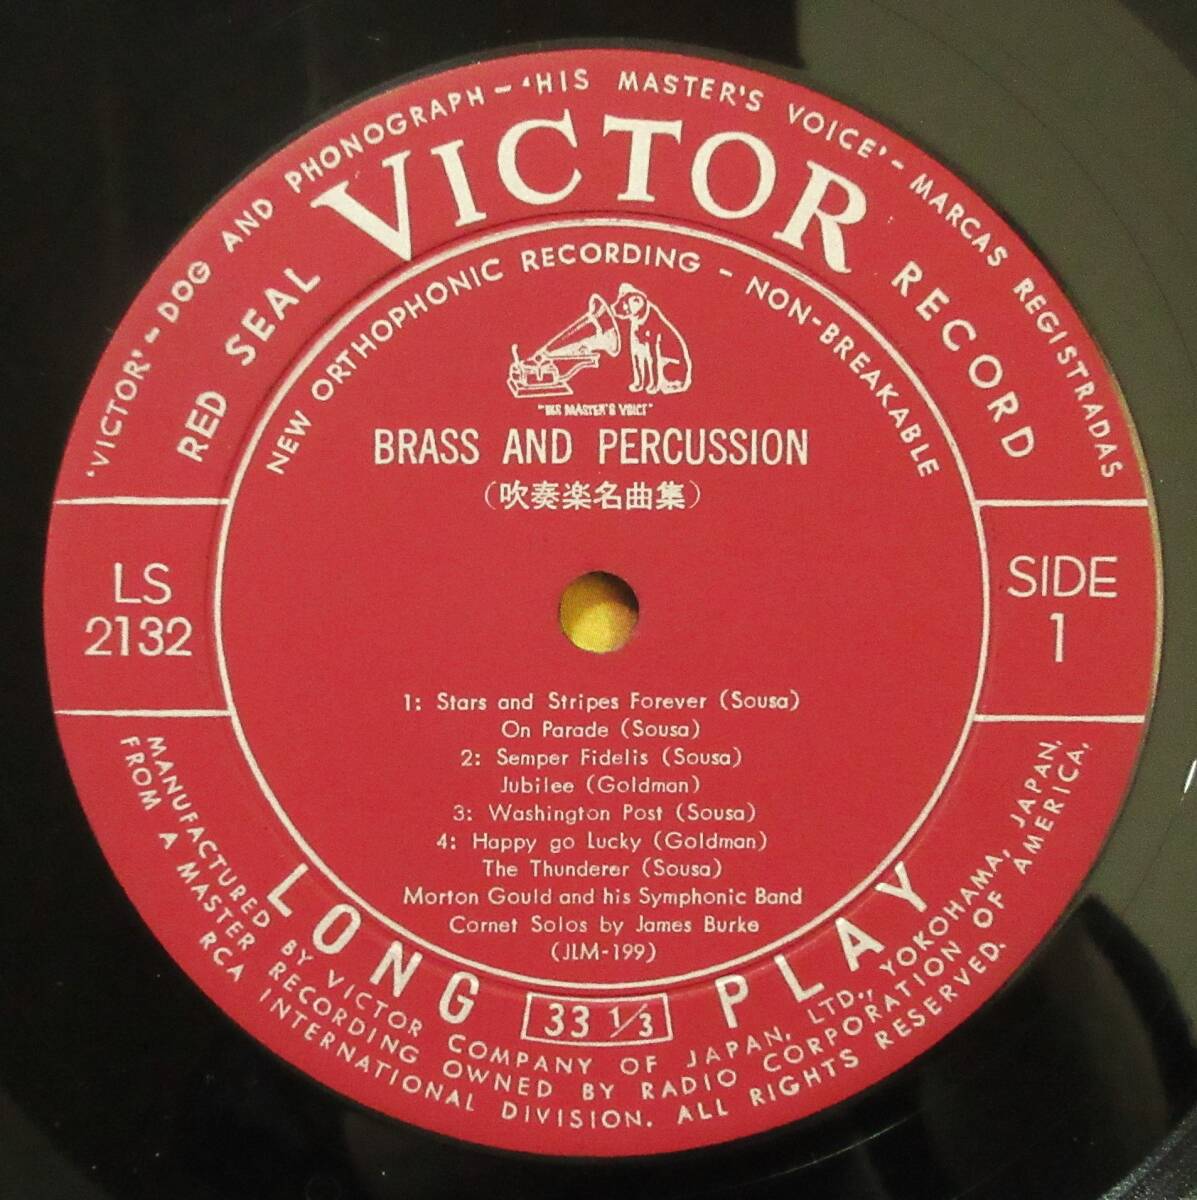 'VICTOR'-DOG AND PHONOGRAPH-'HIS MASTER'S VOICE'-MARCAS REGISTRADAS
RED SEAL VICTOR RECORD
NEW ORTHOPHONIC RECORDING - NON-BREAKABLE
"HIS MASTER'S VOICE"
BRASS AND PERCUSSION
(吹奏楽名曲集)
LS
2132
SIDE
1
1: Stars and Stripes Forever (Sousa)
On Parade (Sousa)
2: Semper Fidelis (Sousa)
Jubilee (Goldman)
3: Washington Post (Sousa)
4: Happy go Lucky (Goldman)
The Thunderer (Sousa)
Morton Gould and his Symphonic Band
Cornet Solos by James Burke
(JLM-199)
LONG 33 1/3 PLAY
MANUFACTURED BY VICTOR COMPANY OF JAPAN, LTD., YOKOHAMA, JAPAN.
FROM A MASTER RECORDING OWNED BY RADIO CORPORATION OF AMERICA,
RCA INTERNATIONAL DIVISION. ALL RIGHTS RESERVED.